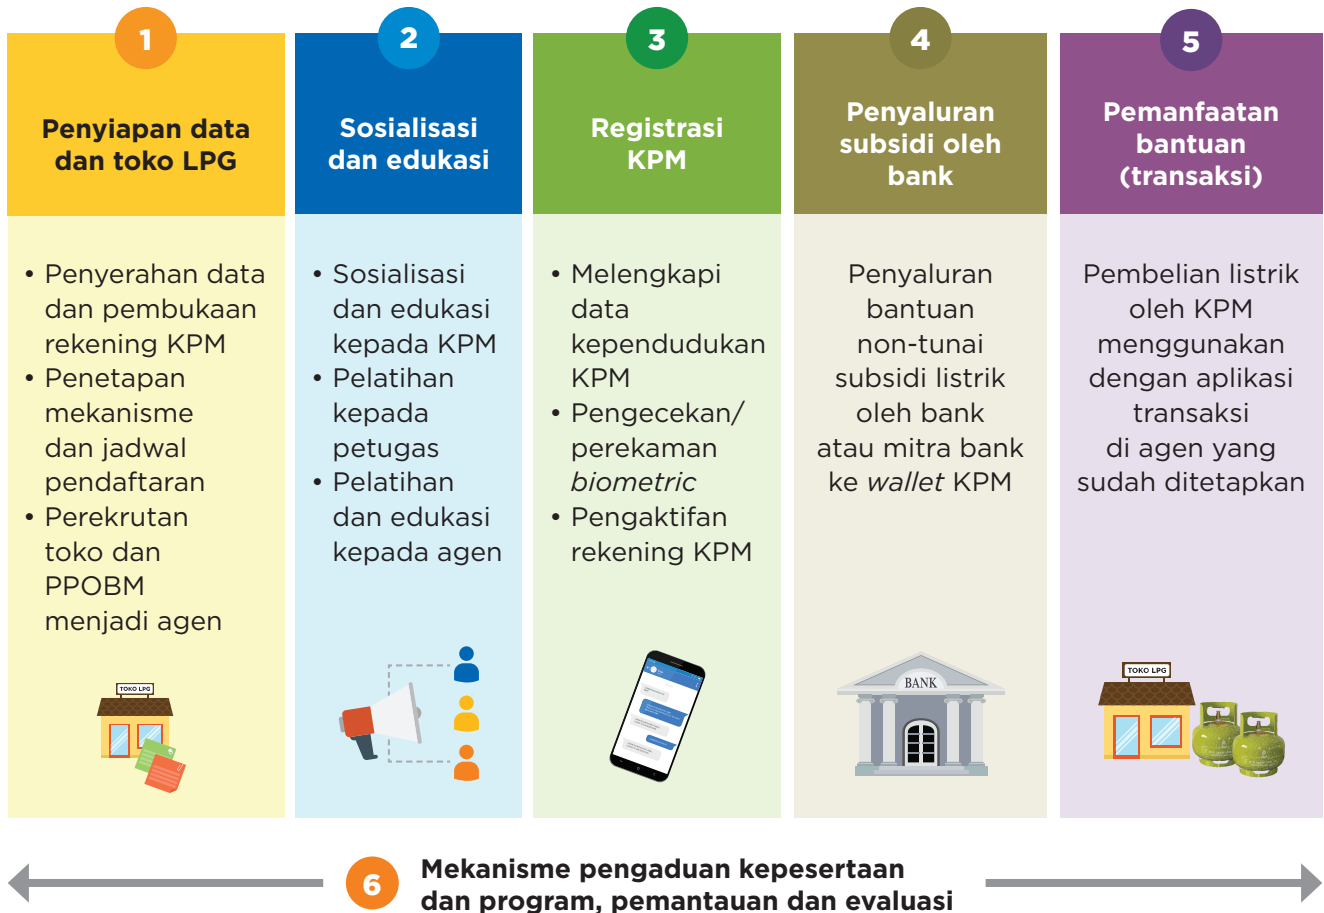 1
Penyiapan data
dan toko LPG
• Penyerahan data
dan pembukaan
rekening KPM
• Penetapan
mekanisme
dan jadwal
pendaftaran
• Perekrutan
toko dan
PPOBM
menjadi agen
TOKO LPG
2
Sosialisasi
dan edukasi
• Sosialisasi
dan edukasi
kepada KPM
• Pelatihan
kepada
petugas
• Pelatihan
dan edukasi
kepada agen
3
Registrasi
KPM
• Melengkapi
data
kependudukan
KPM
• Pengecekan/
perekaman
biometric
• Pengaktifan
rekening KPM
4
Penyaluran
subsidi oleh
bank
Penyaluran
bantuan
non-tunai
subsidi listrik
oleh bank
atau mitra bank
ke wallet KPM
BANK
5
Pemanfaatan
bantuan
(transaksi)
Pembelian listrik
oleh KPM
menggunakan
dengan aplikasi
transaksi
di agen yang
sudah ditetapkan
TOKO LPG
6
Mekanisme pengaduan kepesertaan
dan program, pemantauan dan evaluasi